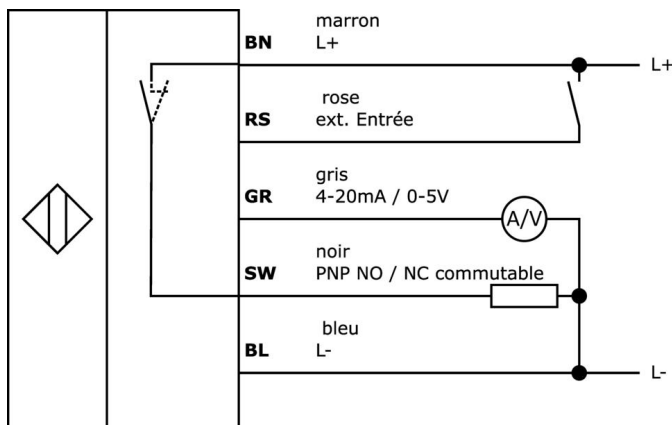 marron
BN L+
L+
rose
RS ext. Entrée
gris
GR 4-20mA / 0-5V
A/V
noir
SW PNP NO / NC commutable
bleu
BL L-
L-